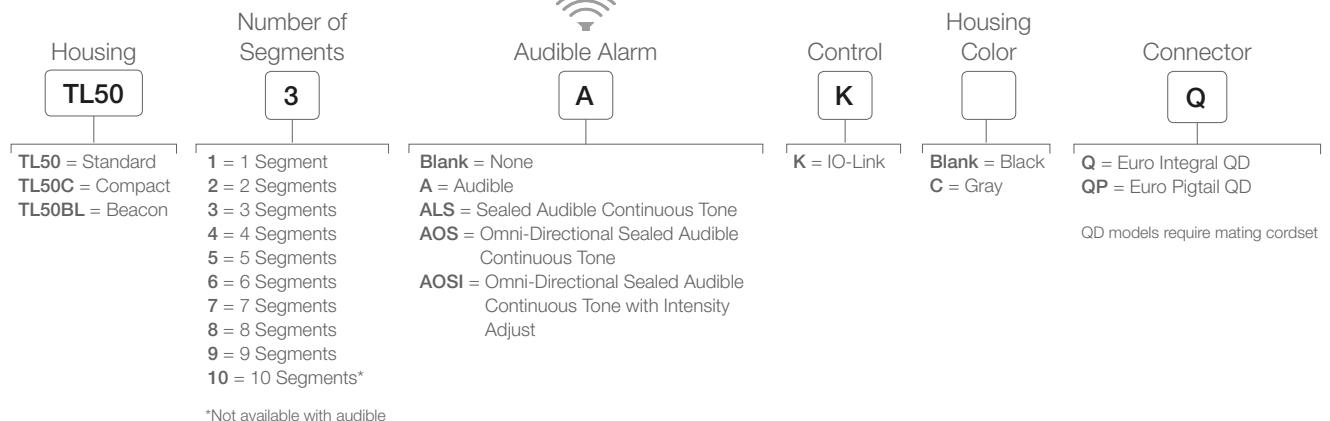 Housing
TL50
TL50 = Standard
TL50C = Compact
TL50BL = Beacon
Number of
Segments
3
1 = 1 Segment
2 = 2 Segments
3 = 3 Segments
4 = 4 Segments
5 = 5 Segments
6 = 6 Segments
7 = 7 Segments
8 = 8 Segments
9 = 9 Segments
10 = 10 Segments*
*Not available with audible
Audible Alarm
A
Blank = None
A = Audible
ALS = Sealed Audible Continuous Tone
AOS = Omni-Directional Sealed Audible
Continuous Tone
AOSI = Omni-Directional Sealed Audible
Continuous Tone with Intensity
Adjust
Control
K
K = IO-Link
Housing
Color
Blank = Black
C = Gray
Connector
Q
Q = Euro Integral QD
QP = Euro Pigtail QD
QD models require mating cordset